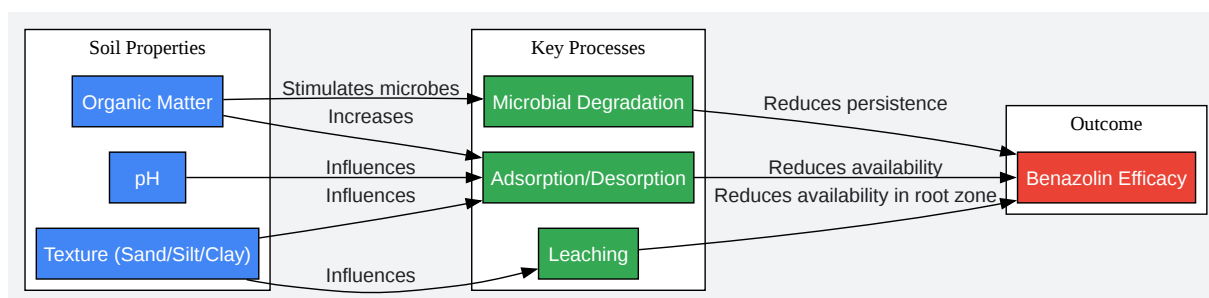 Soil Properties
Key Processes
Organic Matter
Stimulates microbes
Microbial Degradation
Reduces persistence
Increases
Outcome
pH
Influences
Adsorption/Desorption
Reduces availability
Benazolin Efficacy
Influences
Reduces availability in root zone
Texture (Sand/Silt/Clay)
Leaching
Influences